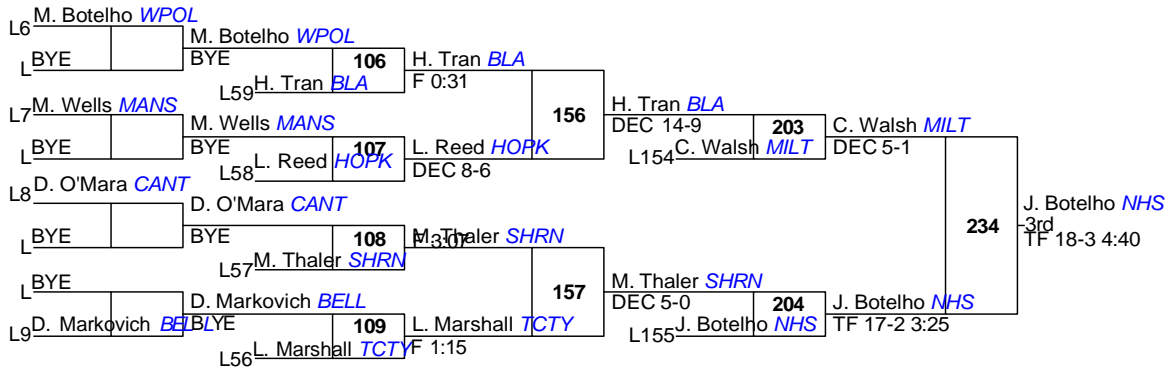 L6 M. Botelho WPOL
L BYE
M. Botelho WPOL
BYE
106
L59 H. Tran BLA
H. Tran BLA
F 0:31
L7 M. Wells MANS
L BYE
M. Wells MANS
BYE
107
L58 L. Reed HOPK
L. Reed HOPK
DEC 8-6
156
H. Tran BLA
DEC 14-9
203
L154 C. Walsh MILT
C. Walsh MILT
DEC 5-1
L8 D. O'Mara CANT
L BYE
D. O'Mara CANT
BYE
108
L57 M. Thaler SHRN
M. Thaler SHRN
F 3:07
L BYE
L9 D. Markovich BELL
D. Markovich BELL
BYE
109
L56 L. Marshall TCTY
L. Marshall TCTY
F 1:15
157
M. Thaler SHRN
DEC 5-0
204
L155 J. Botelho NHS
J. Botelho NHS
TF 17-2 3:25
234
J. Botelho NHS
3rd
TF 18-3 4:40